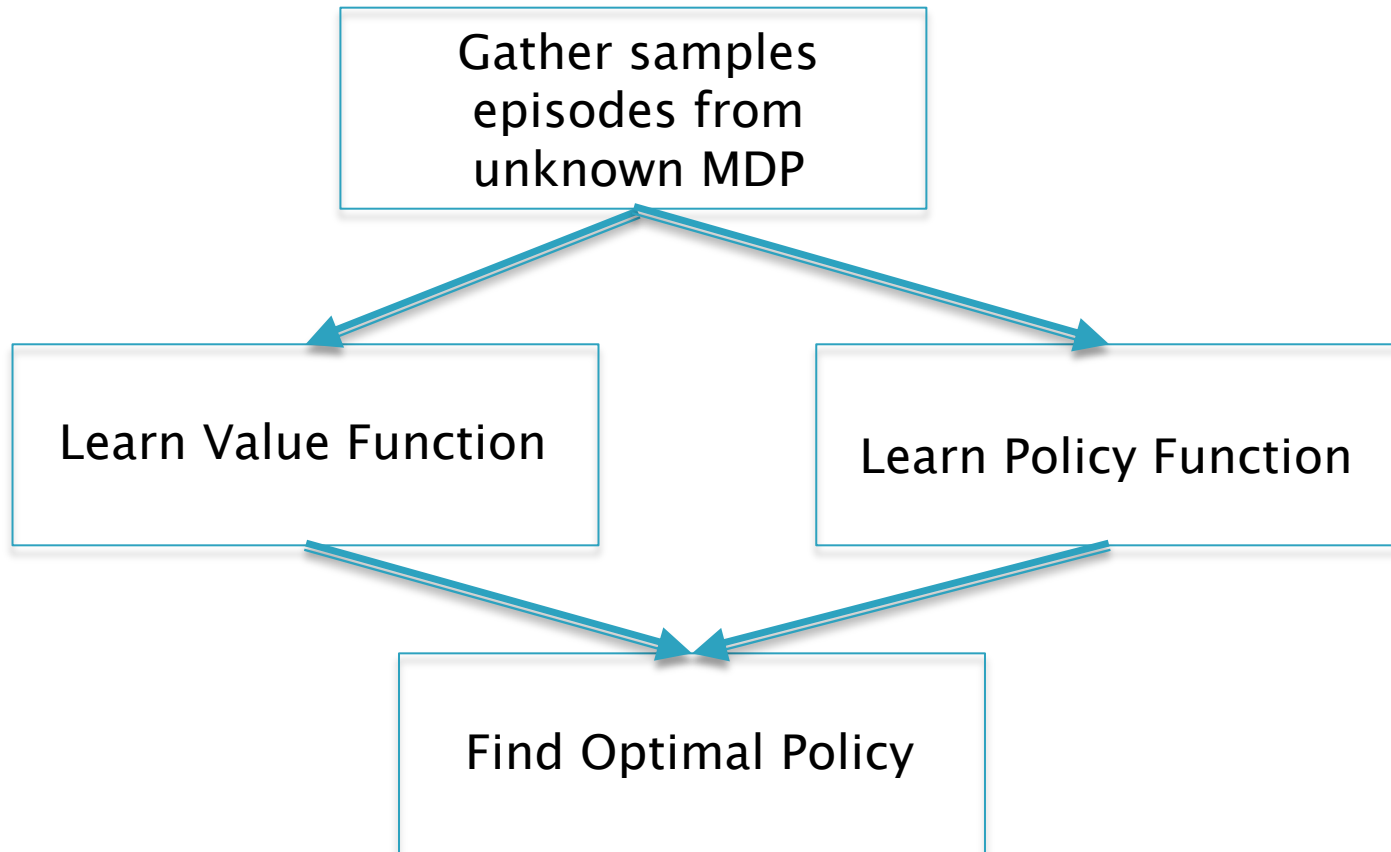 Gather samples
episodes from
unknown MDP
Learn Value Function
Learn Policy Function
Find Optimal Policy